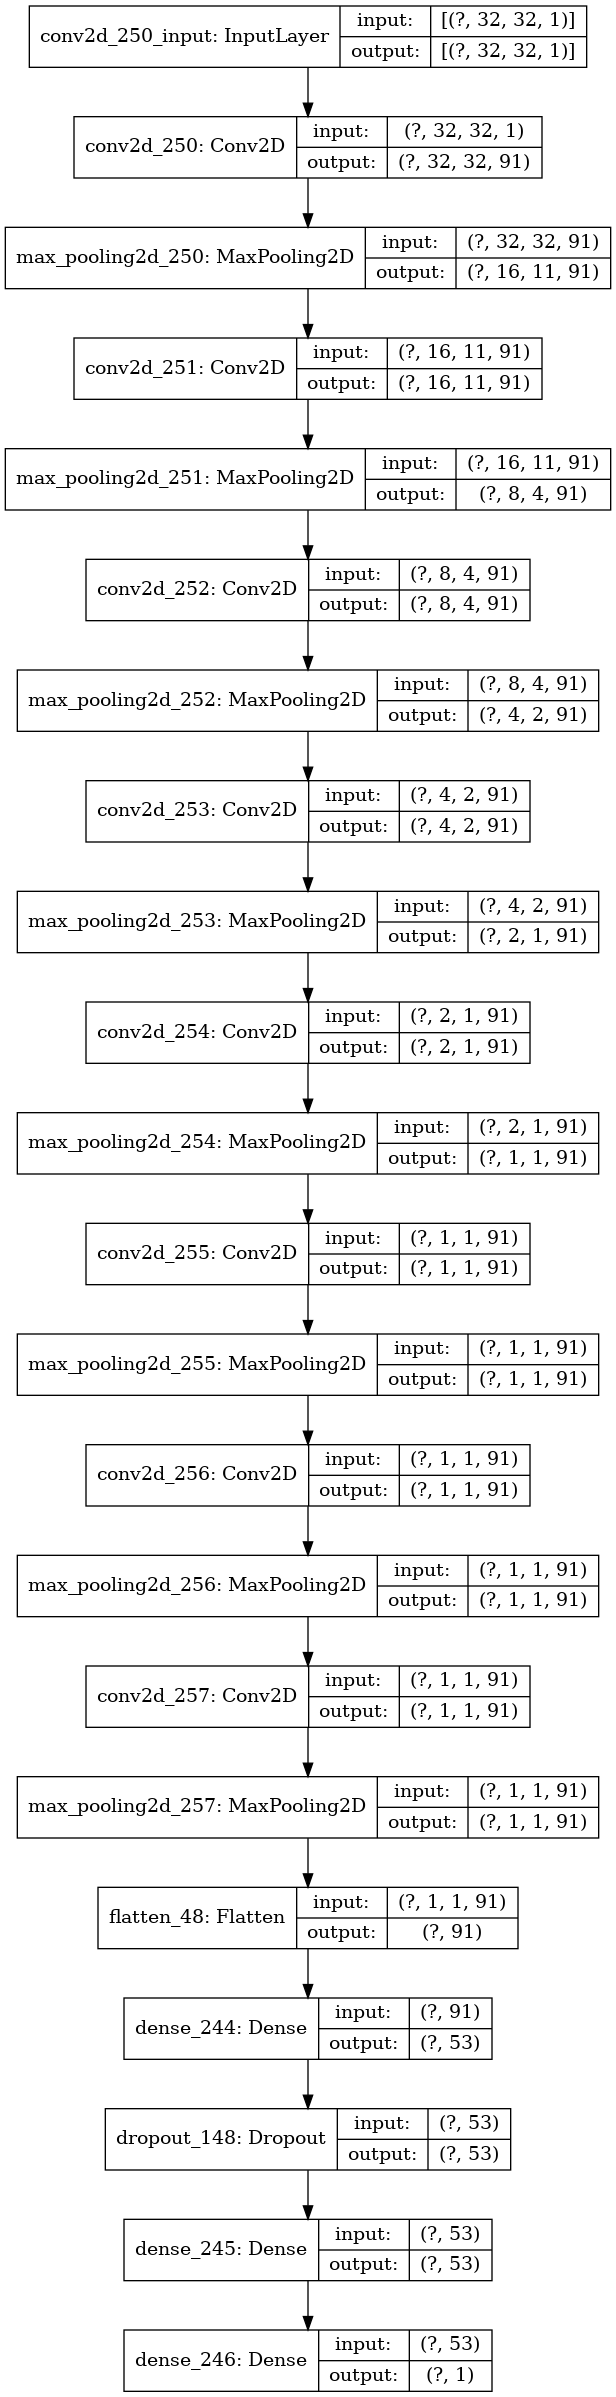 conv2d_250_input: InputLayer
input: [(?, 32, 32, 1)]
output: [(?, 32, 32, 1)]
conv2d_250: Conv2D
input: (?, 32, 32, 1)
output: (?, 32, 32, 91)
max_pooling2d_250: MaxPooling2D
input: (?, 32, 32, 91)
output: (?, 16, 11, 91)
conv2d_251: Conv2D
input: (?, 16, 11, 91)
output: (?, 16, 11, 91)
max_pooling2d_251: MaxPooling2D
input: (?, 16, 11, 91)
output: (?, 8, 4, 91)
conv2d_252: Conv2D
input: (?, 8, 4, 91)
output: (?, 8, 4, 91)
max_pooling2d_252: MaxPooling2D
input: (?, 8, 4, 91)
output: (?, 4, 2, 91)
conv2d_253: Conv2D
input: (?, 4, 2, 91)
output: (?, 4, 2, 91)
max_pooling2d_253: MaxPooling2D
input: (?, 4, 2, 91)
output: (?, 2, 1, 91)
conv2d_254: Conv2D
input: (?, 2, 1, 91)
output: (?, 2, 1, 91)
max_pooling2d_254: MaxPooling2D
input: (?, 2, 1, 91)
output: (?, 1, 1, 91)
conv2d_255: Conv2D
input: (?, 1, 1, 91)
output: (?, 1, 1, 91)
max_pooling2d_255: MaxPooling2D
input: (?, 1, 1, 91)
output: (?, 1, 1, 91)
conv2d_256: Conv2D
input: (?, 1, 1, 91)
output: (?, 1, 1, 91)
max_pooling2d_256: MaxPooling2D
input: (?, 1, 1, 91)
output: (?, 1, 1, 91)
conv2d_257: Conv2D
input: (?, 1, 1, 91)
output: (?, 1, 1, 91)
max_pooling2d_257: MaxPooling2D
input: (?, 1, 1, 91)
output: (?, 1, 1, 91)
flatten_48: Flatten
input: (?, 1, 1, 91)
output: (?, 91)
dense_244: Dense
input: (?, 91)
output: (?, 53)
dropout_148: Dropout
input: (?, 53)
output: (?, 53)
dense_245: Dense
input: (?, 53)
output: (?, 53)
dense_246: Dense
input: (?, 53)
output: (?, 1)